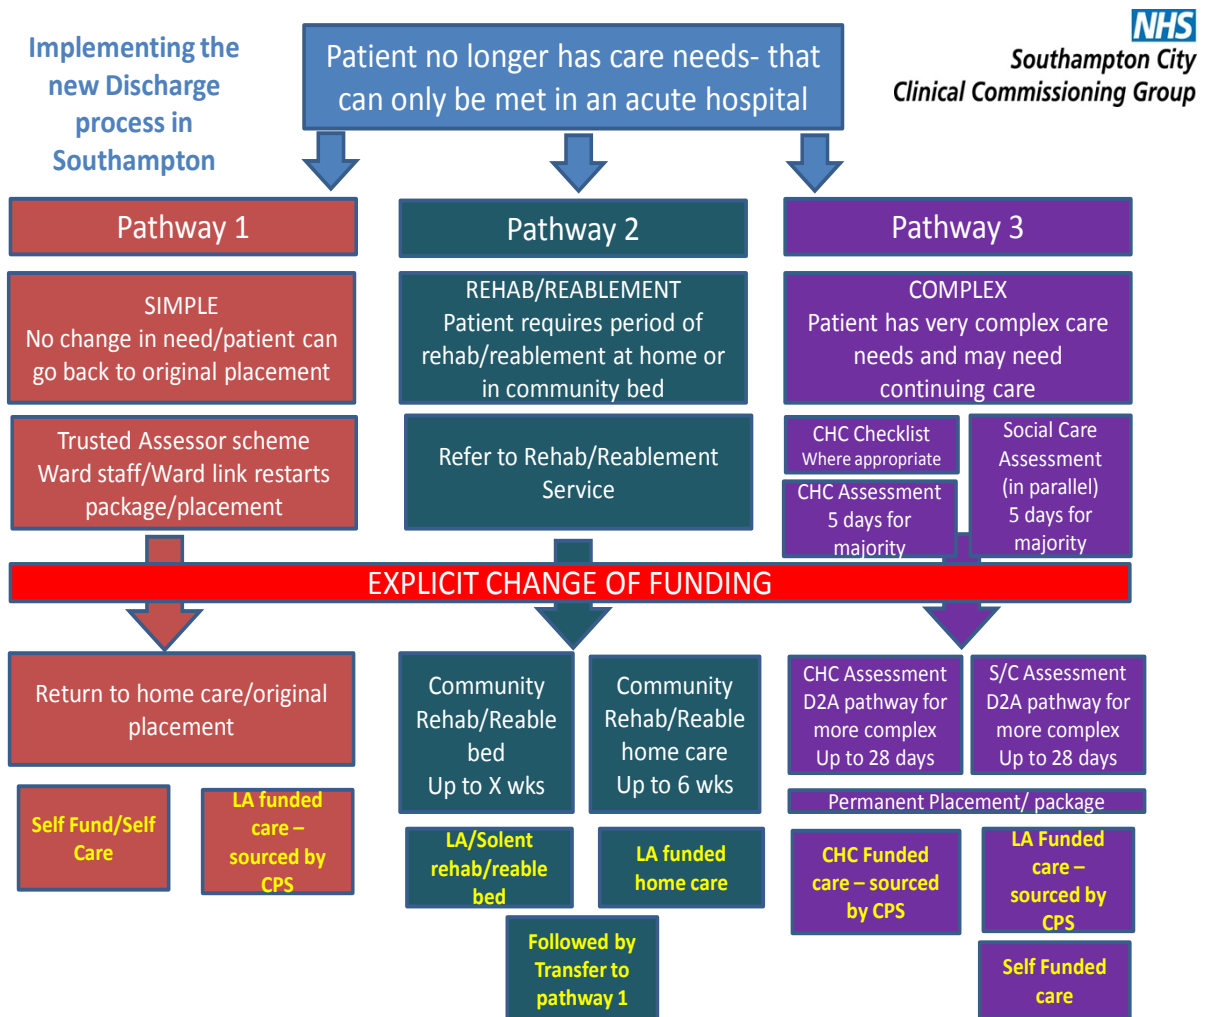 Implementing the
new Discharge
process in
Southampton
Patient no longer has care needs- that
can only be met in an acute hospital
NHS
Southampton City
Clinical Commissioning Group
Pathway 1
Pathway 2
Pathway 3
SIMPLE
No change in need/patient can
go back to original placement
REHAB/REABLEMENT
Patient requires period of
rehab/reablement at home or
in community bed
COMPLEX
Patient has very complex care
needs and may need
continuing care
Trusted Assessor scheme
Ward staff/Ward link restarts
package/placement
Refer to Rehab/Reablement
Service
CHC Checklist
Where appropriate
CHC Assessment
5 days for
majority
Social Care
Assessment
(in parallel)
5 days for
majority
EXPLICIT CHANGE OF FUNDING
Return to home care/original
placement
Community
Rehab/Reable
bed
Up to X wks
Community
Rehab/Reable
home care
Up to 6 wks
CHC Assessment
D2A pathway for
more complex
Up to 28 days
S/C Assessment
D2A pathway for
more complex
Up to 28 days
Permanent Placement/ package
Self Fund/Self
Care
LA funded
care –
sourced by
CPS
LA/Solent
rehab/reable
bed
LA funded
home care
CHC Funded
care – sourced
by CPS
LA Funded
care –
sourced by
CPS
Followed by
Transfer to
pathway 1
Self Funded
care